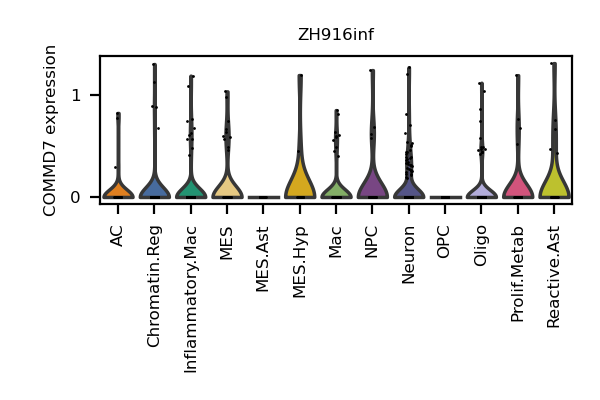 ZH916inf
COMMD7 expression
1
0
AC
Chromatin.Reg
Inflammatory.Mac
MES
MES.Ast
MES.Hyp
Mac
NPC
Neuron
OPC
Oligo
Prolif.Metab
Reactive.Ast